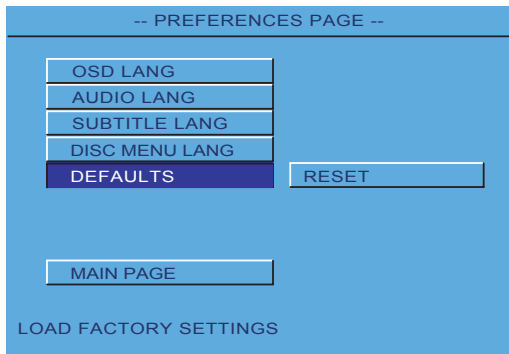 -- PREFERENCES PAGE --
OSD LANG
AUDIO LANG
SUBTITLE LANG
DISC MENU LANG
DEFAULTS RESET
MAIN PAGE
LOAD FACTORY SETTINGS